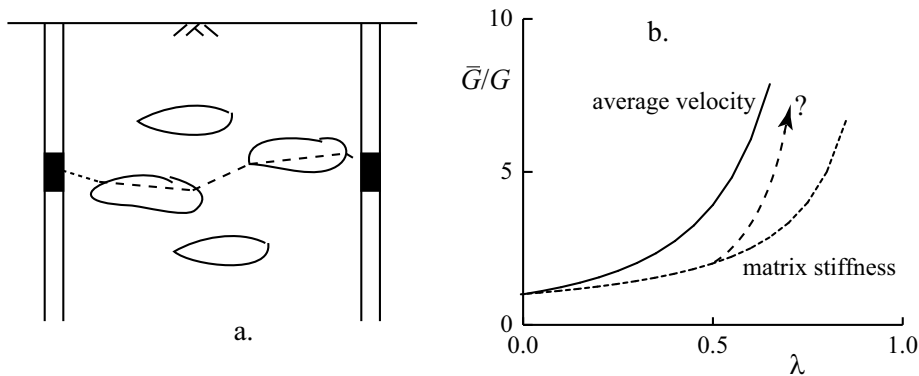 a.
b.
10
G̅/G
average velocity
?
5
matrix stiffness
0
0.0
0.5
1.0
λ